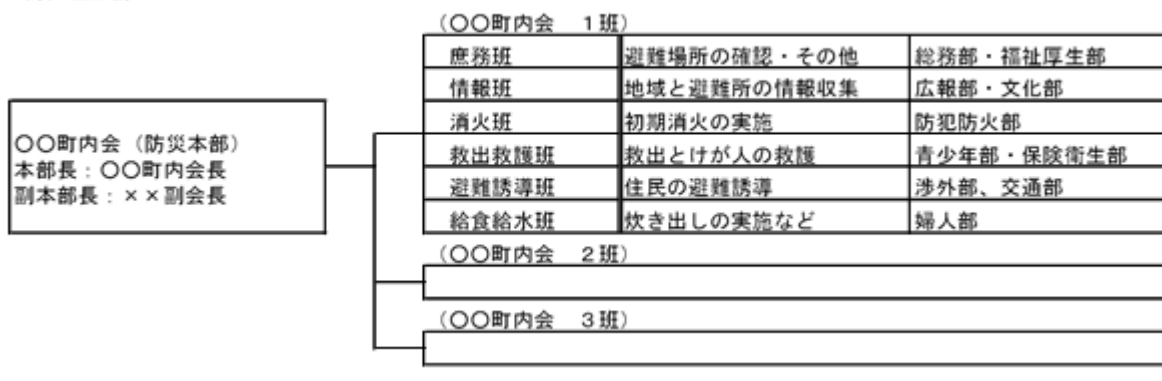 (〇〇町内会　1班)
庶務班　避難場所の確認・その他　総務部・福祉厚生部
情報班　地域と避難所の情報収集　広報部・文化部
消火班　初期消火の実施　防犯防火部
救出救護班　救出とけが人の救護　青少年部・保険衛生部
避難誘導班　住民の避難誘導　渉外部、交通部
給食給水班　炊き出しの実施など　婦人部
〇〇町内会（防災本部）
本部長：〇〇町内会長
副本部長：××副会長
(〇〇町内会　2班)
(〇〇町内会　3班)